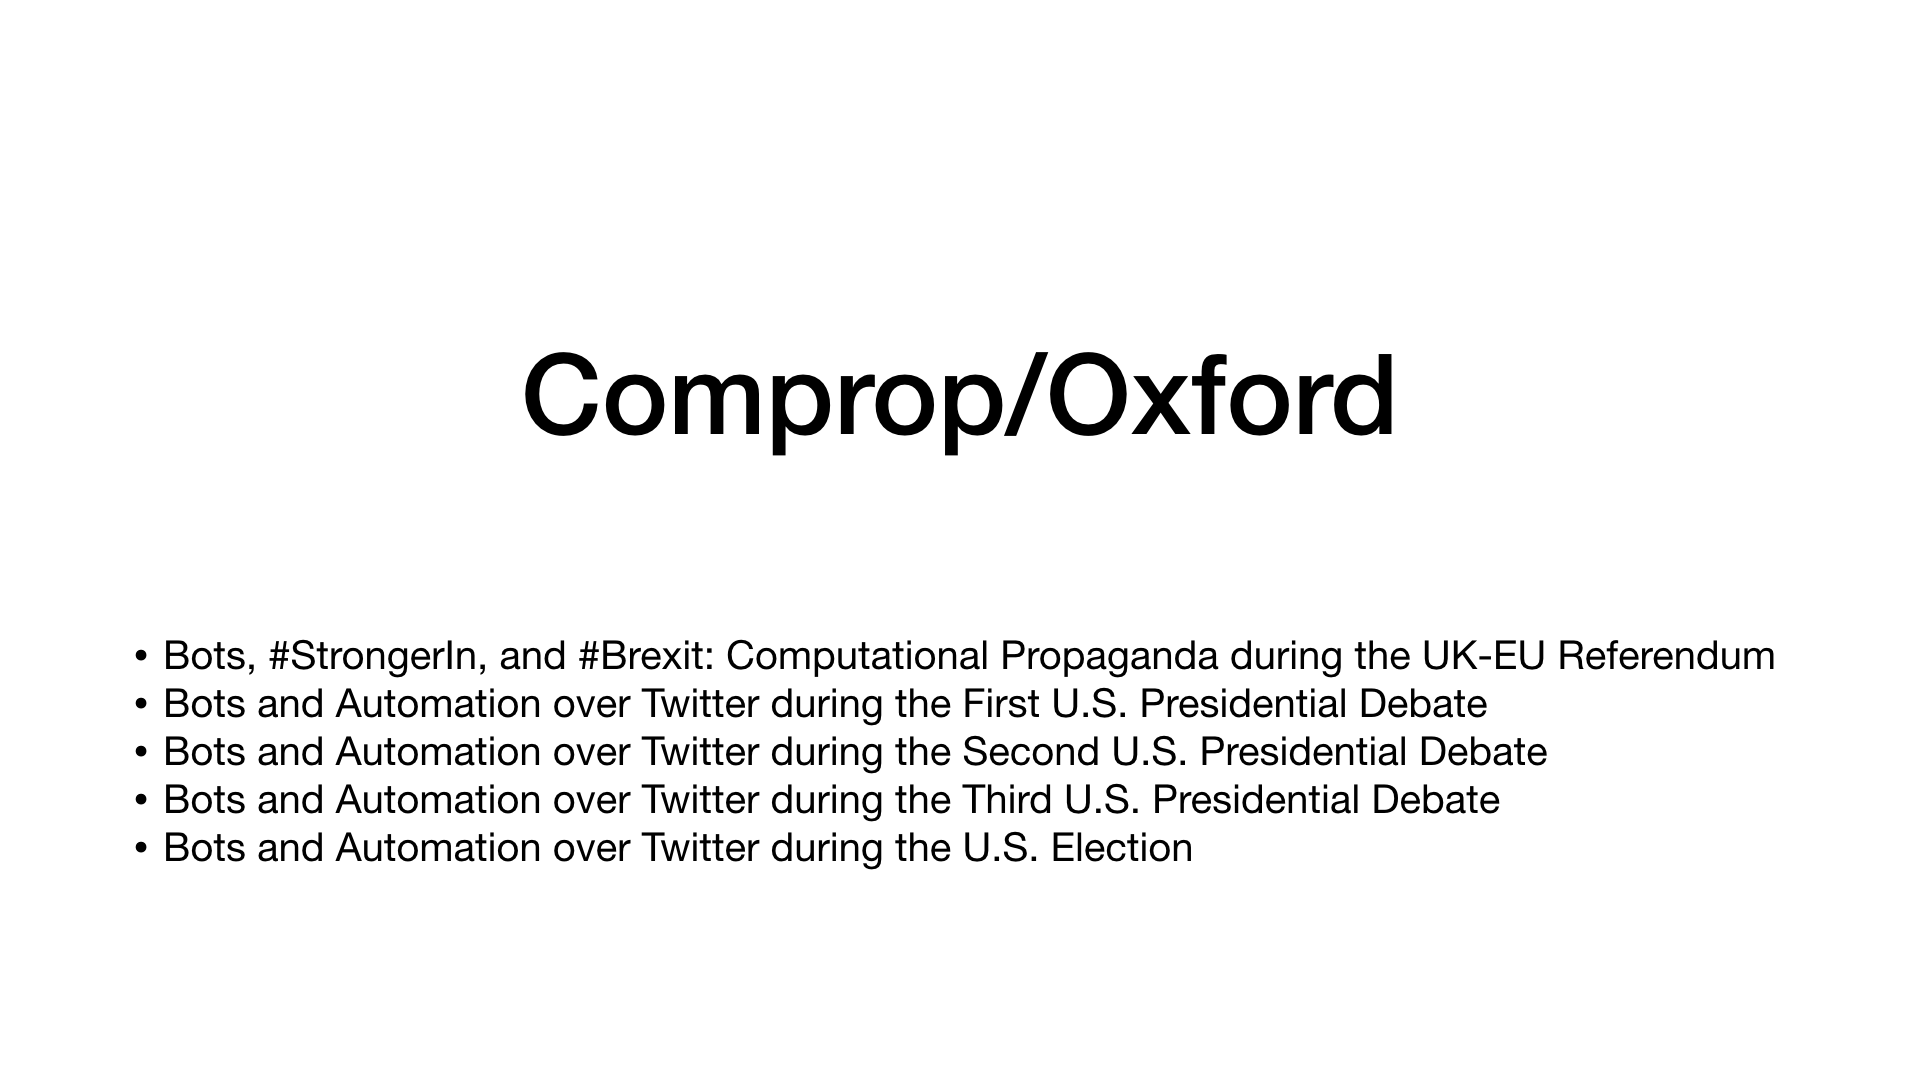 Comprop/Oxford
• Bots, #StrongerIn, and #Brexit: Computational Propaganda during the UK-EU Referendum
• Bots and Automation over Twitter during the First U.S. Presidential Debate
• Bots and Automation over Twitter during the Second U.S. Presidential Debate
• Bots and Automation over Twitter during the Third U.S. Presidential Debate
• Bots and Automation over Twitter during the U.S. Election